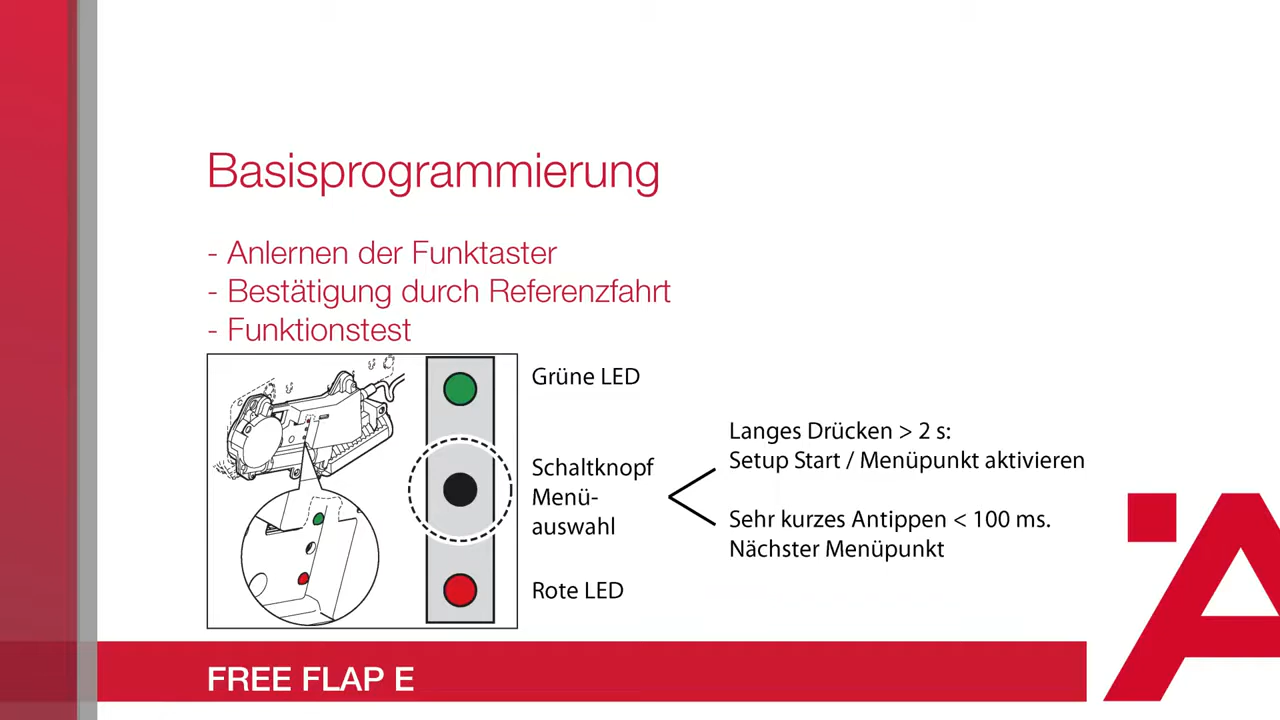 Basisprogrammierung
- Anlernen der Funktaster
- Bestätigung durch Referenzfahrt
- Funktionstest
Grüne LED
Schaltknopf
Menü-
auswahl
Rote LED
Langes Drücken > 2 s:
Setup Start / Menüpunkt aktivieren
Sehr kurzes Antippen < 100 ms.
Nächster Menüpunkt
FREE FLAP E